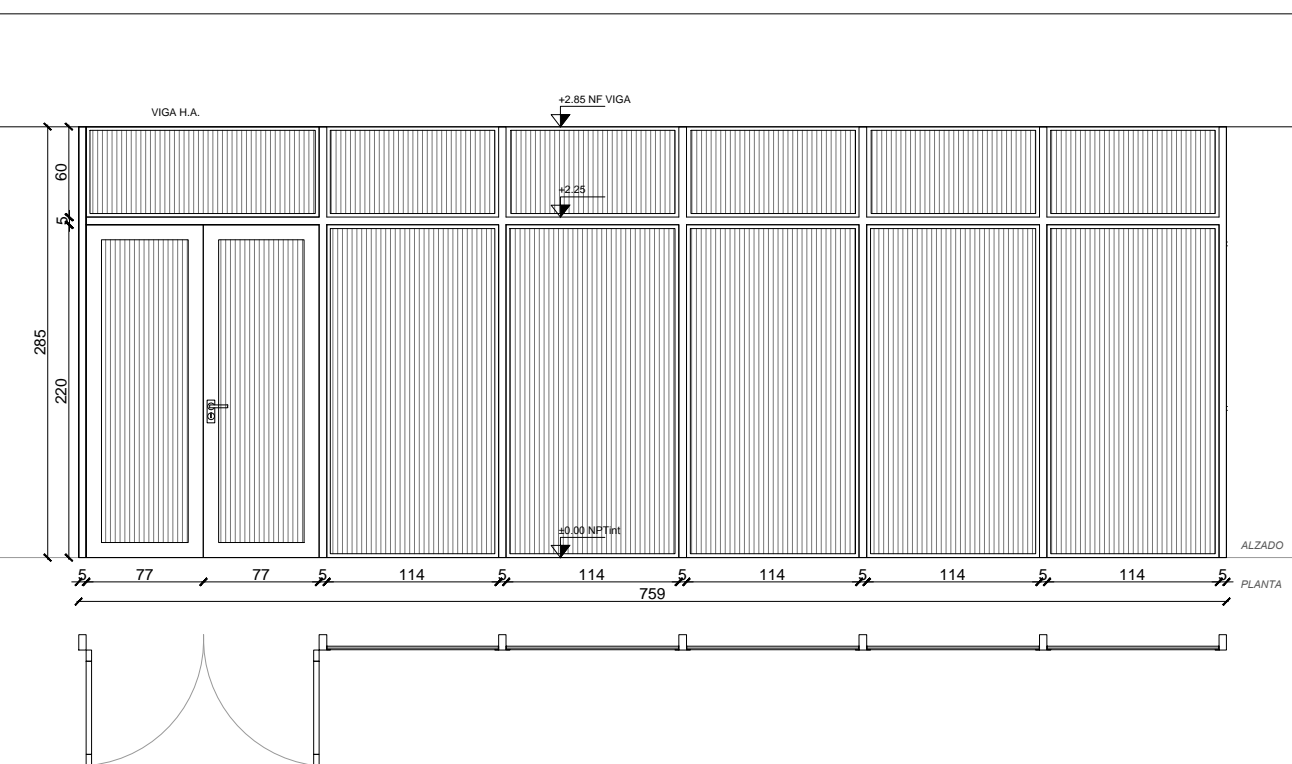 VIGA H.A.
+2.85 NF VIGA
60
+2.25
5
285
220
±0.00 NPTint
ALZADO
5 77 77 5 114 5 114 5 114 5 114 5 114 5
PLANTA
759